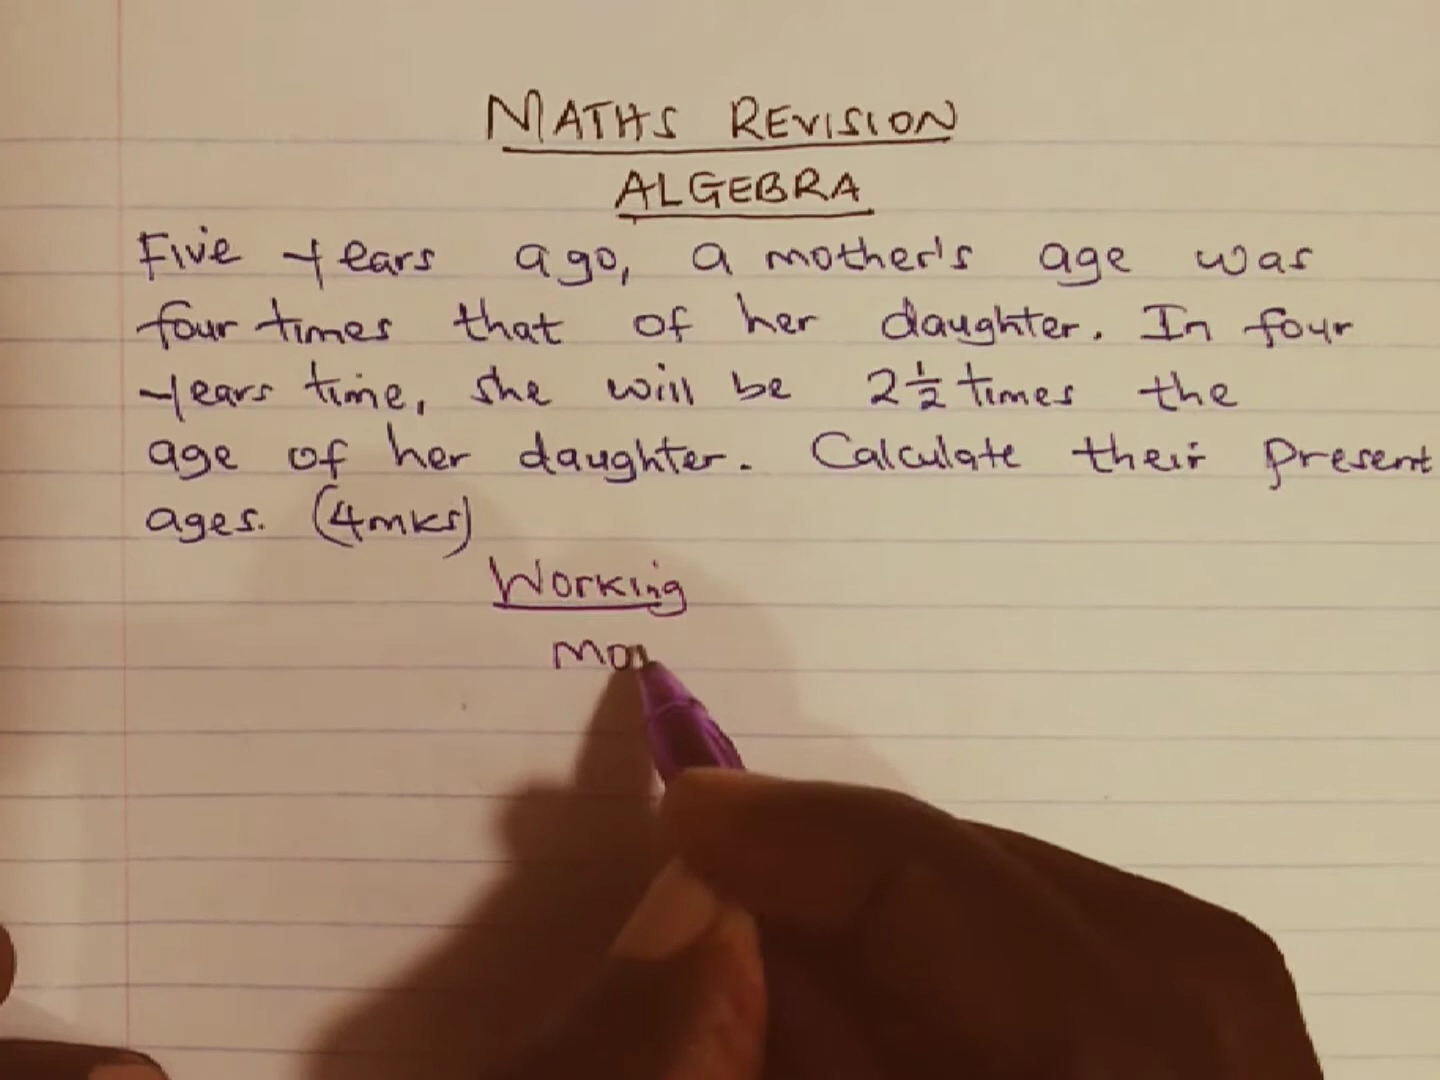 MATHS REVISION
ALGEBRA
Five years ago, a mother's age was
four times that of her daughter. In four
years time, she will be 2½ times the
age of her daughter. Calculate their present
ages. (4mks)
Working